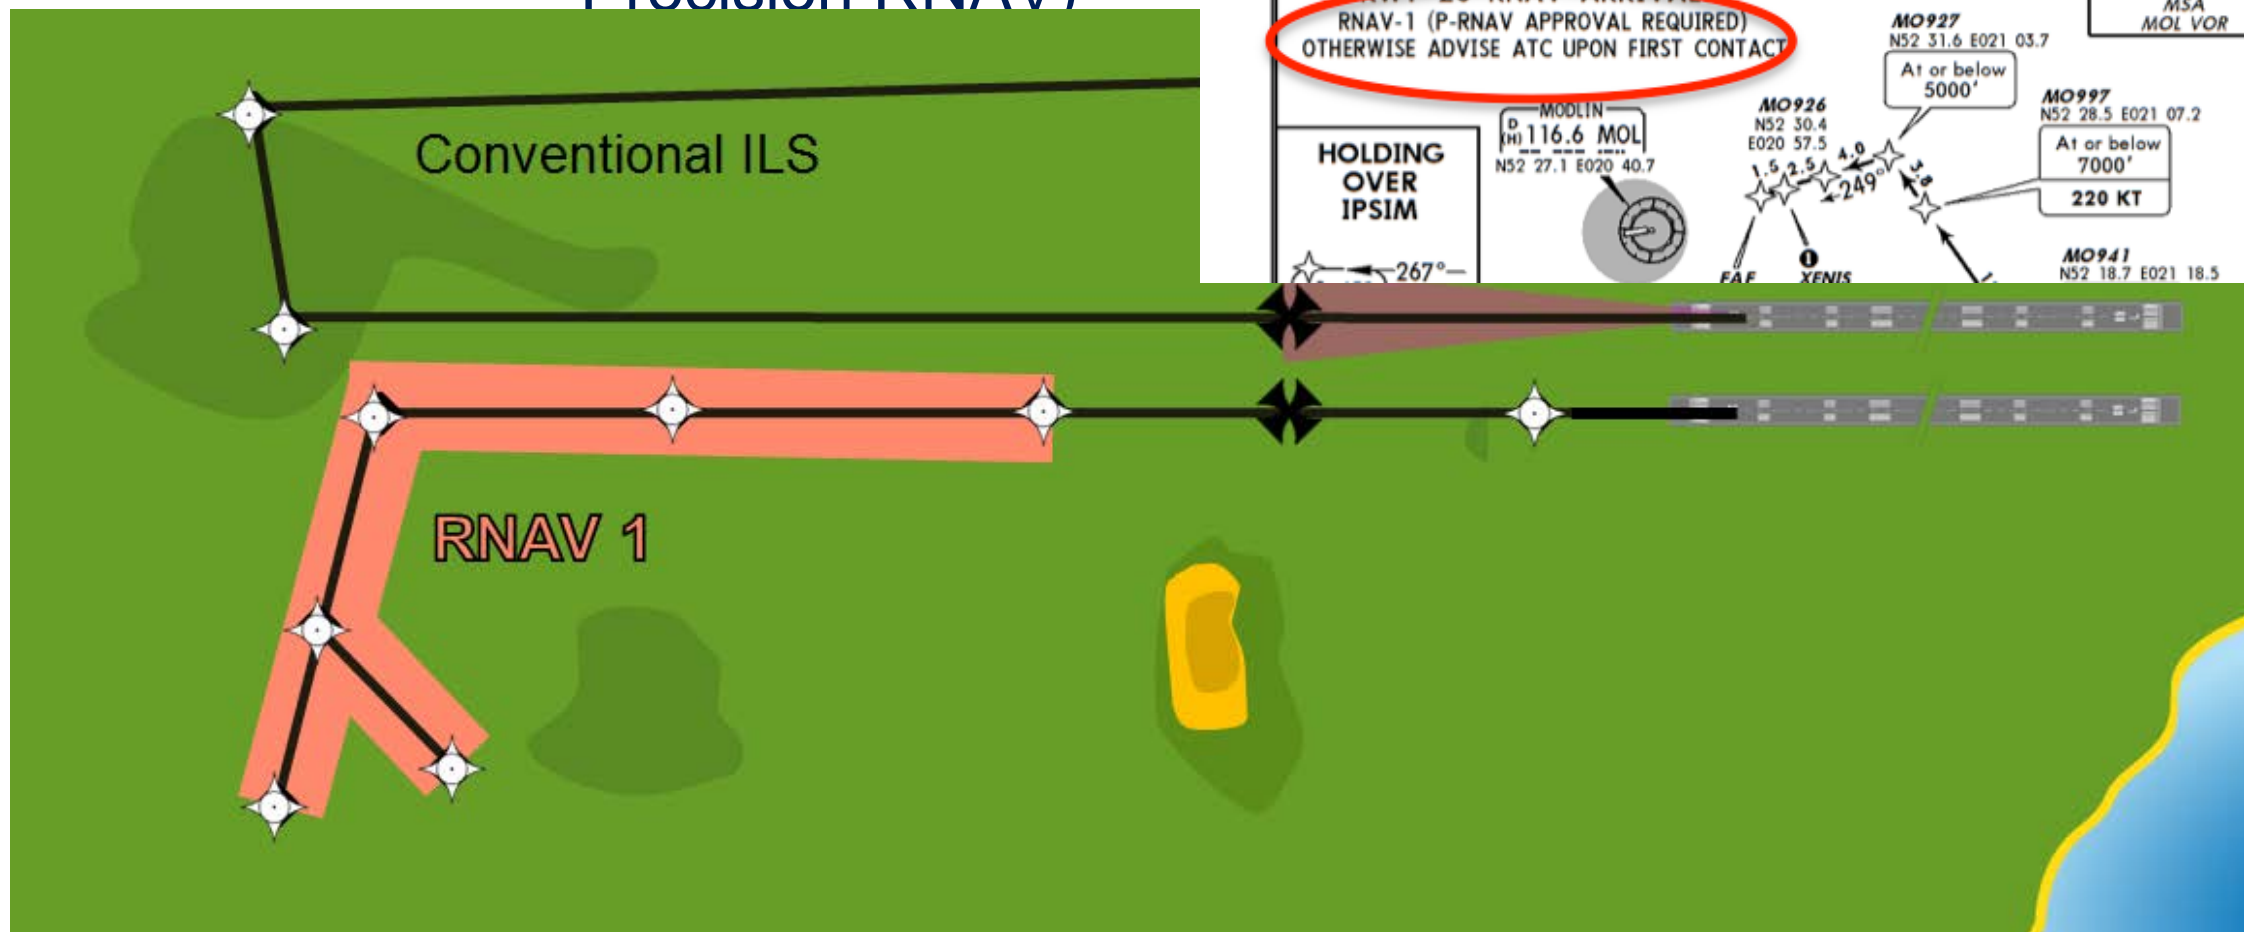 Precision RNAV)
RNAV-1 (P-RNAV APPROVAL REQUIRED)
OTHERWISE ADVISE ATC UPON FIRST CONTACT
MSA
MOL VOR
MO927
N52 31.6 E021 03.7
At or below
5000'
MO997
N52 28.5 E021 07.2
At or below
7000'
220 KT
MO926
N52 30.4
E020 57.5
MODLIN
D
(H) 116.6 MOL
N52 27.1 E020 40.7
HOLDING
OVER
IPSIM
267°
1.5
2.5
4.0
249°
3.8
FAF
1
XENIS
MO941
N52 18.7 E021 18.5
Conventional ILS
RNAV 1